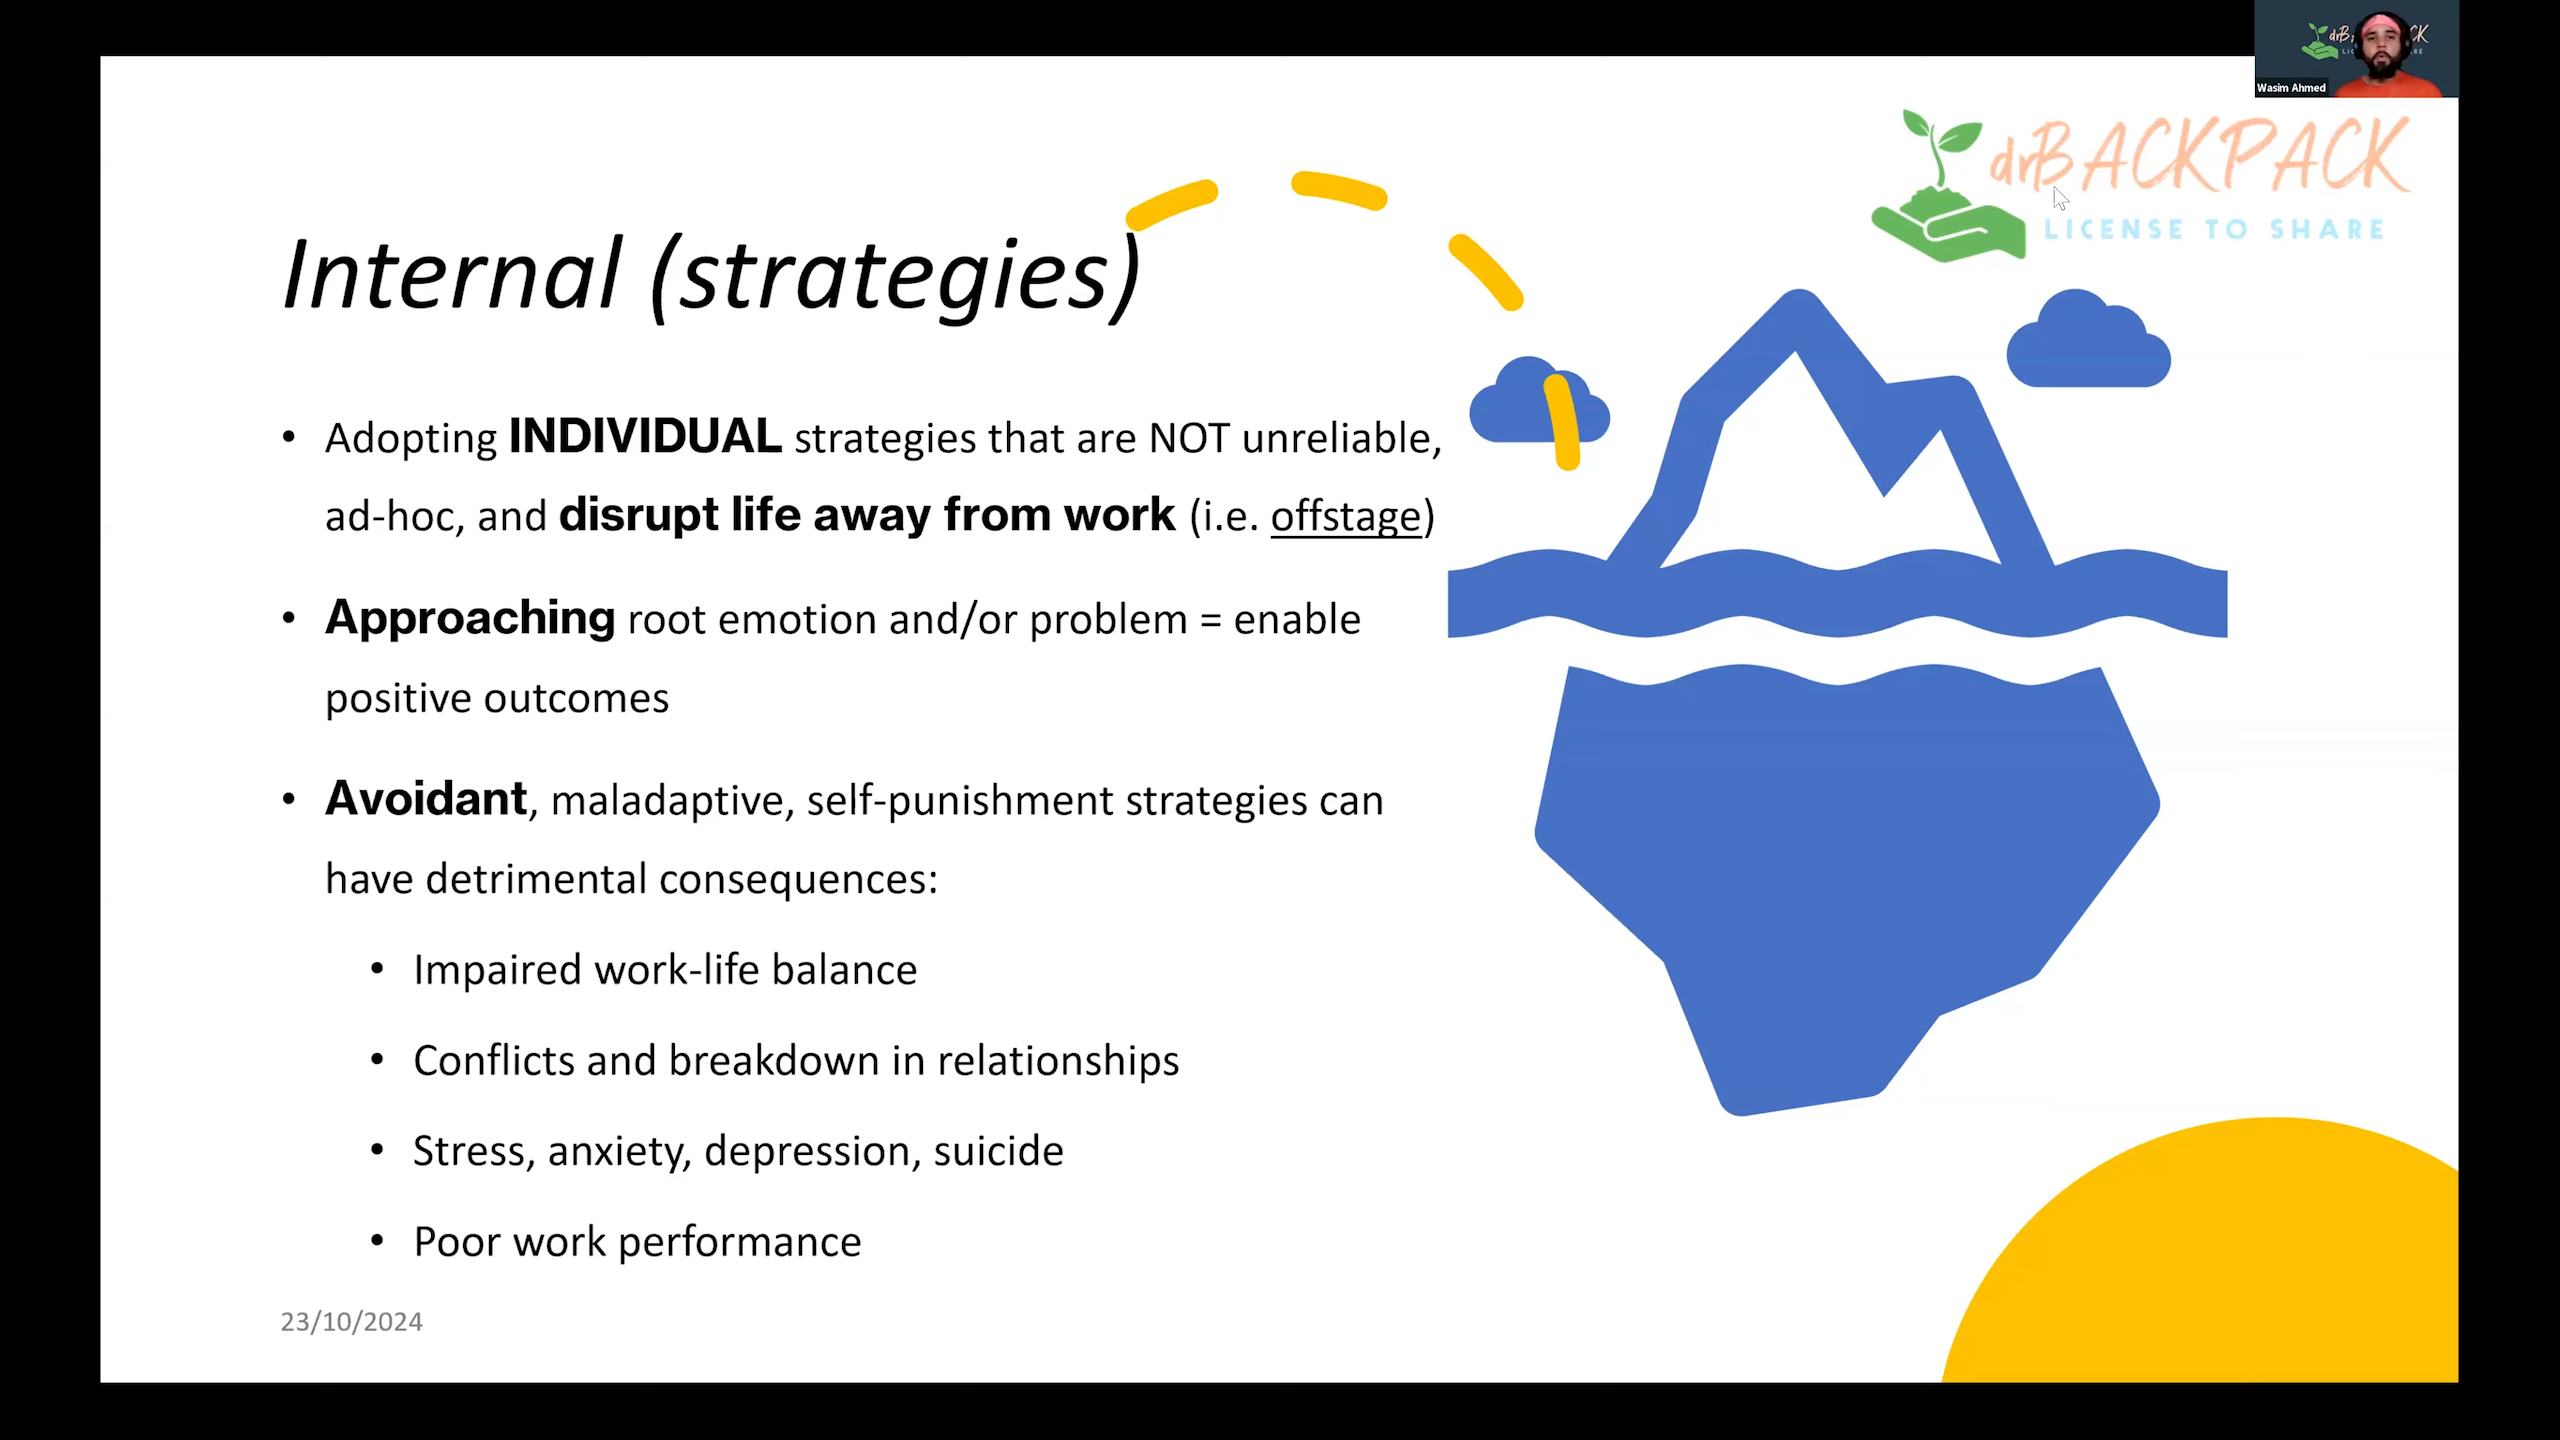 Wasim Ahmed
drBACKPACK
LICENSE TO SHARE
Internal (strategies)
• Adopting INDIVIDUAL strategies that are NOT unreliable,
ad-hoc, and disrupt life away from work (i.e. offstage)
• Approaching root emotion and/or problem = enable
positive outcomes
• Avoidant, maladaptive, self-punishment strategies can
have detrimental consequences:
• Impaired work-life balance
• Conflicts and breakdown in relationships
• Stress, anxiety, depression, suicide
• Poor work performance
23/10/2024